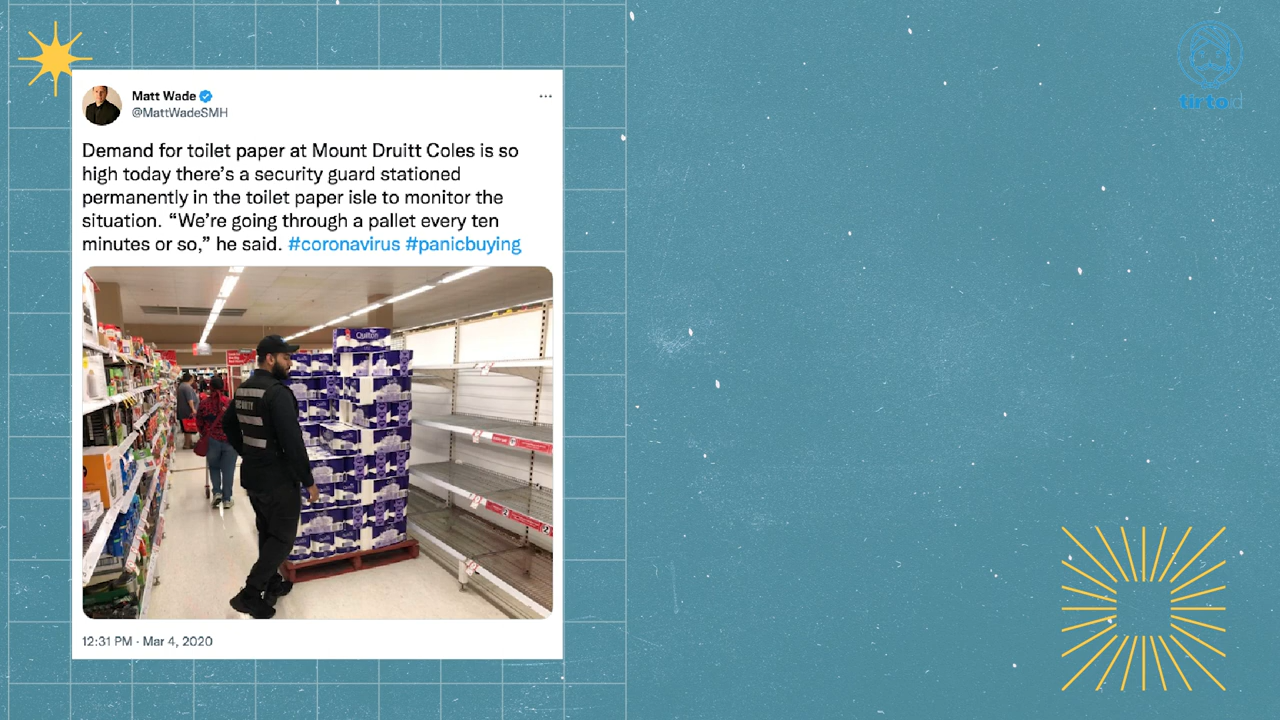 Matt Wade
@MattWadeSMH
Demand for toilet paper at Mount Druitt Coles is so
high today there's a security guard stationed
permanently in the toilet paper isle to monitor the
situation. “We're going through a pallet every ten
minutes or so,” he said. #coronavirus #panicbuying
SECURITY
Quilton
12:31 PM · Mar 4, 2020
tirto.id